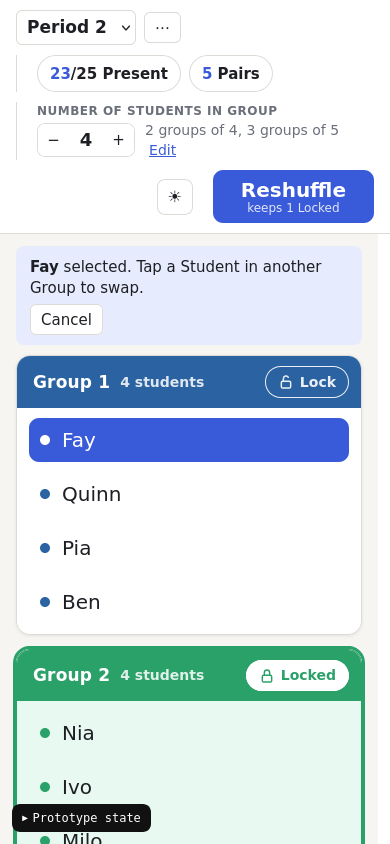 Period 2
...
23/25 Present
5 Pairs
NUMBER OF STUDENTS IN GROUP
− 4 +
2 groups of 4, 3 groups of 5
Edit
Reshuffle
keeps 1 Locked
Fay selected. Tap a Student in another
Group to swap.
Cancel
Group 1 4 students Lock
Fay
Quinn
Pia
Ben
Group 2 4 students Locked
Nia
Ivo
Milo
Prototype state